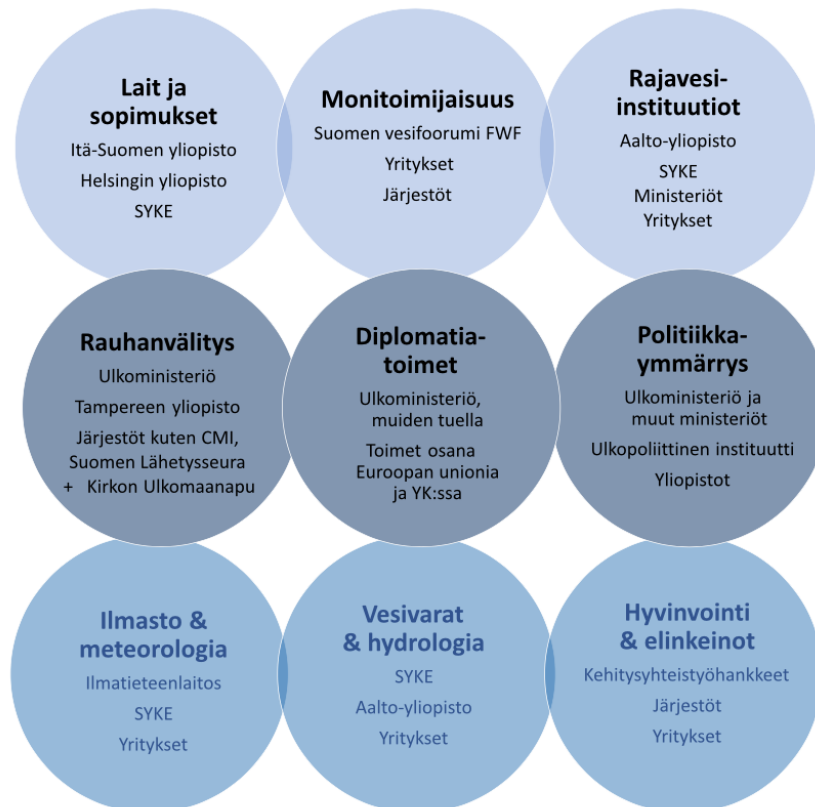 Lait ja
sopimukset
Itä-Suomen yliopisto
Helsingin yliopisto
SYKE
Monitoimijaisuus
Suomen vesifoorumi FWF
Yritykset
Järjestöt
Rajavesi-
instituutiot
Aalto-yliopisto
SYKE
Ministeriöt
Yritykset
Rauhanvälitys
Ulkoministeriö
Tampereen yliopisto
Järjestöt kuten CMI,
Suomen Lähetysseura
+ Kirkon Ulkomaanapu
Diplomatia-
toimet
Ulkoministeriö,
muiden tuella
Toimet osana
Euroopan unionia
ja YK:ssa
Politiikka-
ymmärrys
Ulkoministeriö ja
muut ministeriöt
Ulkopoliittinen instituutti
Yliopistot
Ilmasto &
meteorologia
Ilmatieteenlaitos
SYKE
Yritykset
Vesivarat
& hydrologia
SYKE
Aalto-yliopisto
Yritykset
Hyvinvointi
& elinkeinot
Kehitysyhteistyöhankkeet
Järjestöt
Yritykset